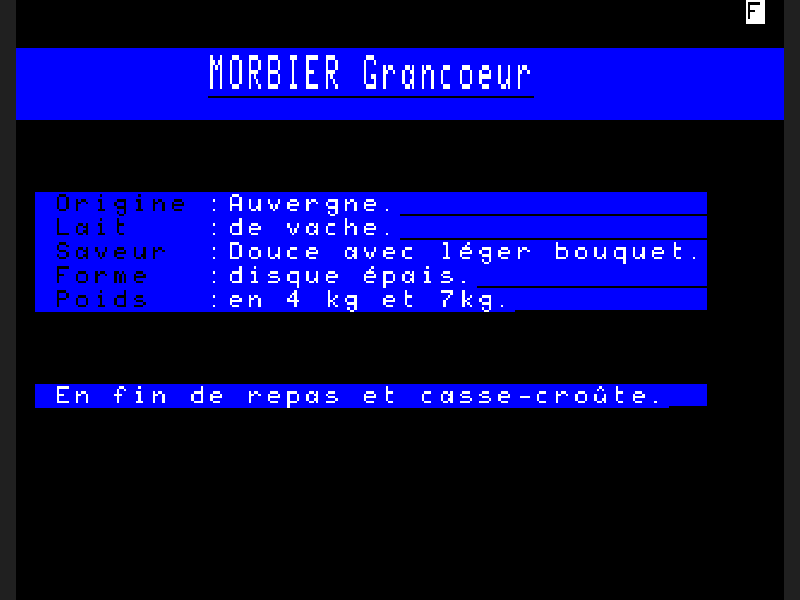 F
MORBIER Grancoeur
Origine :Auvergne.
Lait :de vache.
Saveur :Douce avec léger bouquet.
Forme :disque épais.
Poids :en 4 kg et 7kg.
En fin de repas et casse-croûte.